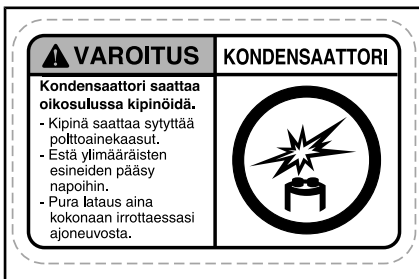 VAROITUS
KONDENSAATTORI
Kondensaattori saattaa
oikosulussa kipinöidä.
- Kipinä saattaa sytyttää
polttoainekaasut.
- Estä ylimääräisten
esineiden pääsy
napoihin.
- Pura lataus aina
kokonaan irrottaessasi
ajoneuvosta.